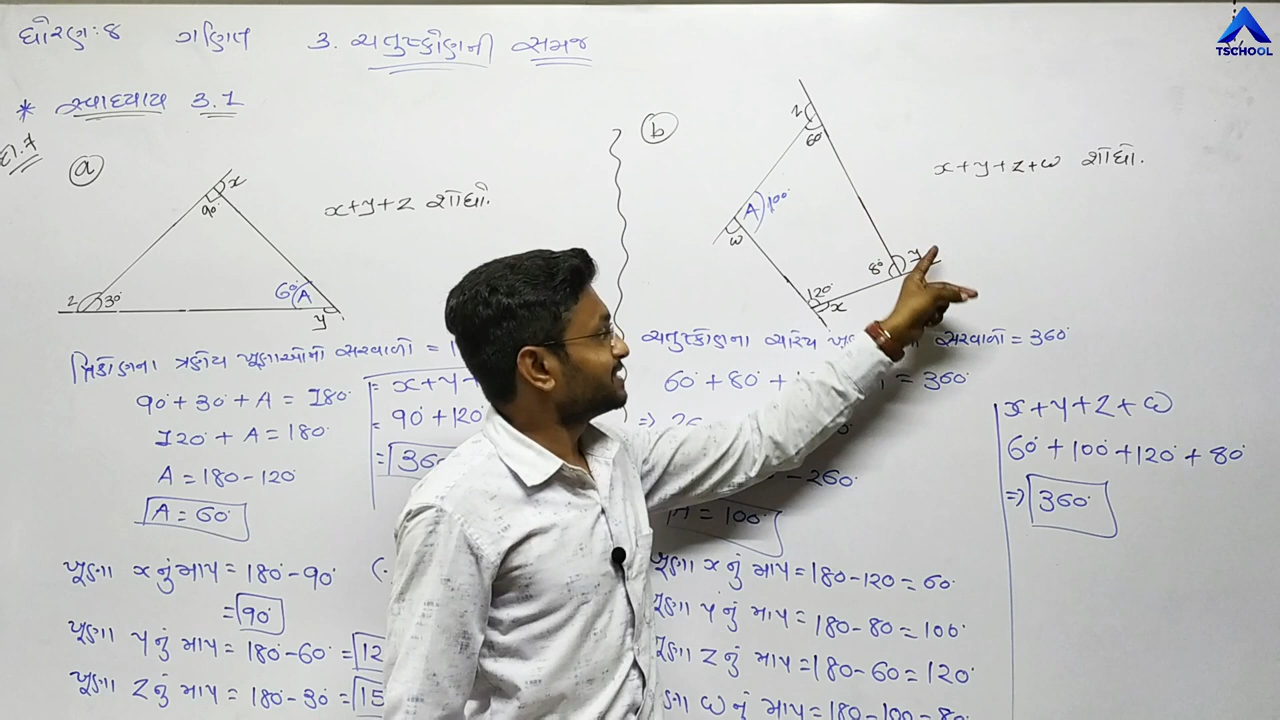 ધોરણ: ૪ ગણિત 3. ચતુષ્કોણની સમજ
TSCHOOL
* સ્વાધ્યાય 3.1
દા.7
(a)
x
90°
x+y+z શોધો.
z 30°
60° A
y
ત્રિકોણના ત્રણેય ખૂણાઓનો સરવાળો = 1
90° + 30° + A = 180°
120° + A = 180°
A = 180 - 120°
A = 60°
= x+y+
= 90° + 120°
= 360
ખૂણા x નું માપ = 180° - 90°
= 90°
ખૂણા y નું માપ = 180° - 60° = 12
ખૂણા z નું માપ = 180° - 30° = 15
(b)
z
60°
A 100°
w
x+y+z+w શોધો.
80° y
120°
x
ચતુષ્કોણના ચારેય ખૂ સરવાળો = 360°
60° + 80° + = 360°
⇒ 26
- 260°
A = 100°
ખૂણા x નું માપ = 180 - 120 = 60°
ખૂણા y નું માપ = 180 - 80 = 100°
ખૂણા z નું માપ = 180 - 60 = 120°
ણા w નું માપ = 180 - 100 = 80°
x + y + z + w
60° + 100° + 120° + 80°
⇒ 360°